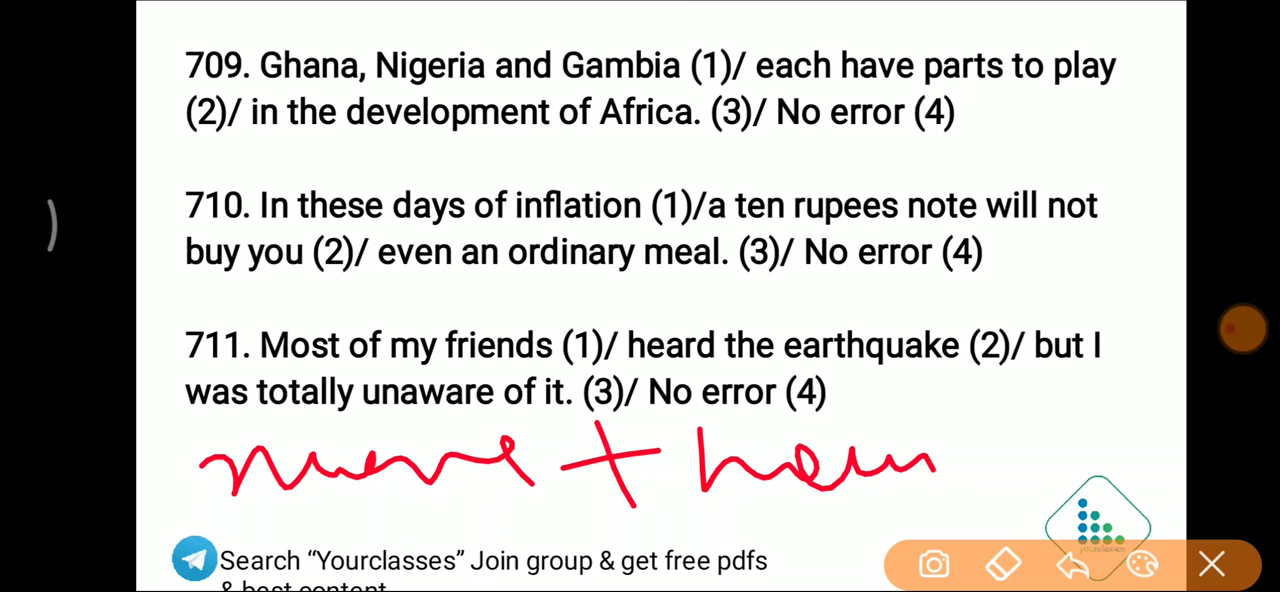 709. Ghana, Nigeria and Gambia (1)/ each have parts to play
(2)/ in the development of Africa. (3)/ No error (4)
710. In these days of inflation (1)/a ten rupees note will not
buy you (2)/ even an ordinary meal. (3)/ No error (4)
711. Most of my friends (1)/ heard the earthquake (2)/ but I
was totally unaware of it. (3)/ No error (4)
+
Search “Yourclasses” Join group & get free pdfs
& best content
yourclasses